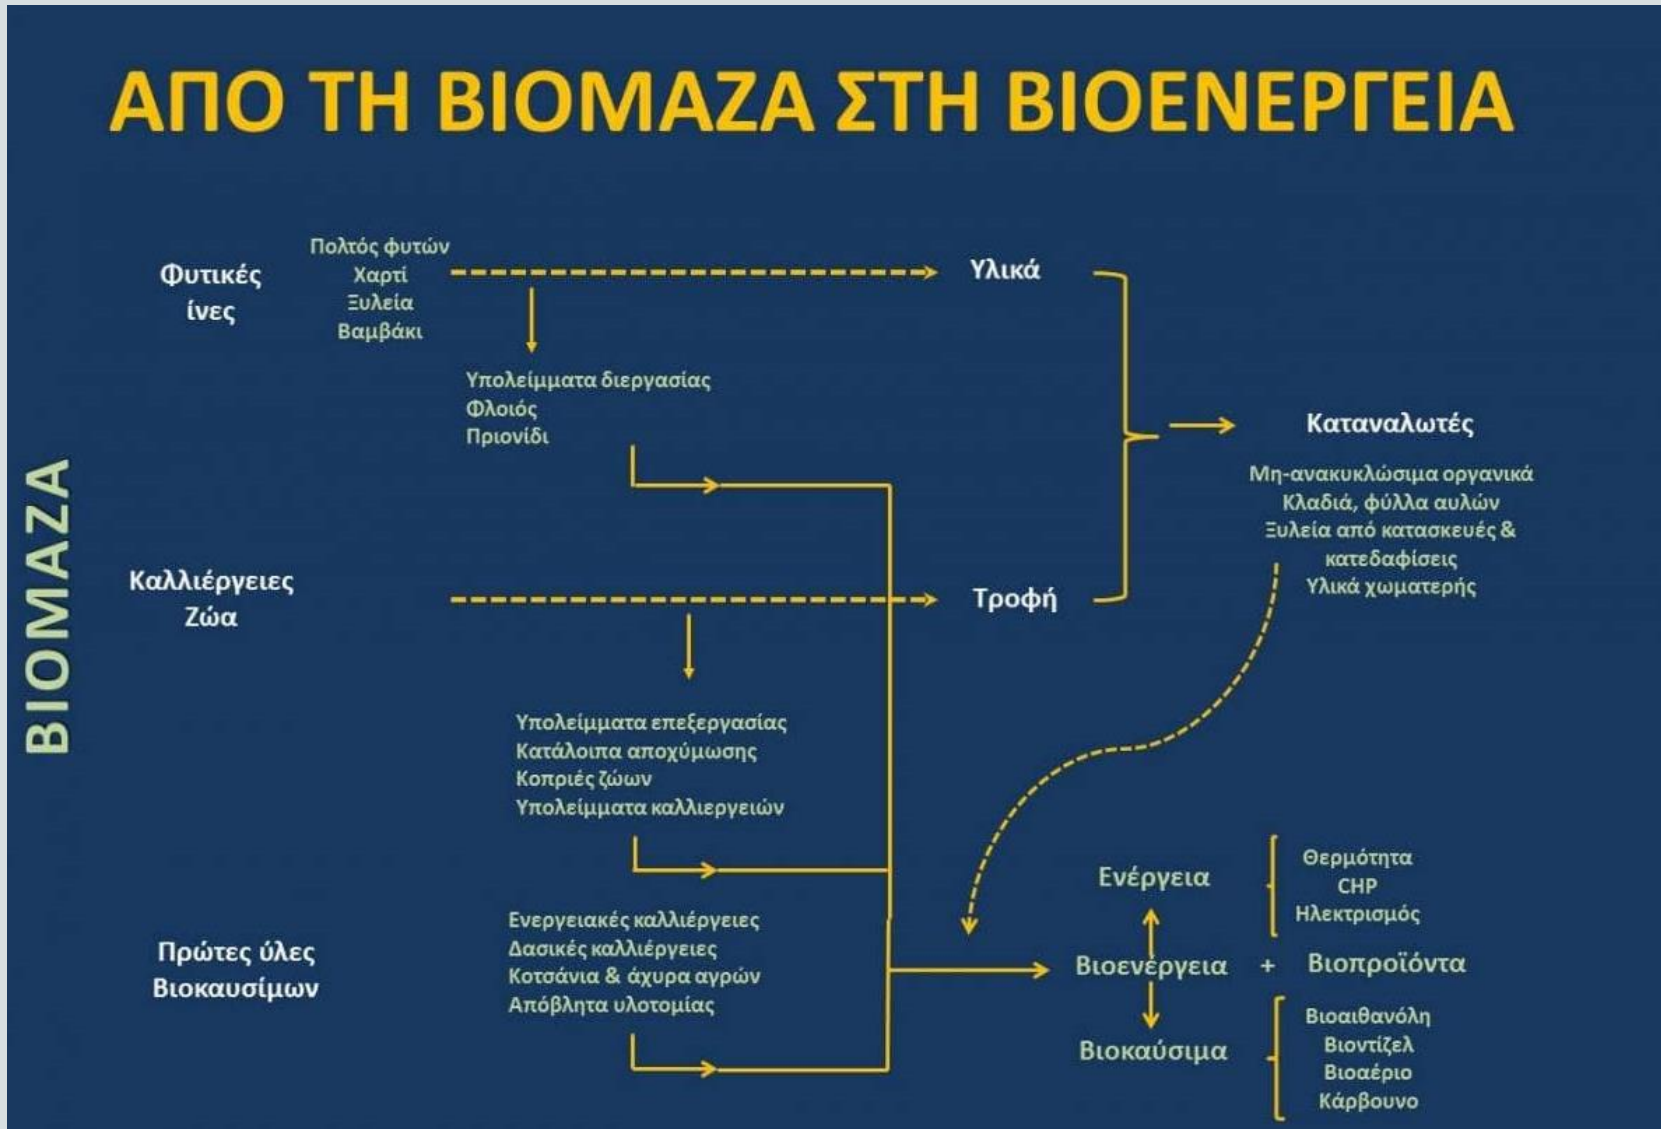 ΑΠΟ ΤΗ ΒΙΟΜΑΖΑ ΣΤΗ ΒΙΟΕΝΕΡΓΕΙΑ
ΒΙΟΜΑΖΑ
Φυτικές
ίνες
Πολτός φυτών
Χαρτί
Ξυλεία
Βαμβάκι
Υλικά
Υπολείμματα διεργασίας
Φλοιός
Πριονίδι
Καταναλωτές
Μη-ανακυκλώσιμα οργανικά
Κλαδιά, φύλλα αυλών
Ξυλεία από κατασκευές &
κατεδαφίσεις
Υλικά χωματερής
Καλλιέργειες
Ζώα
Τροφή
Υπολείμματα επεξεργασίας
Κατάλοιπα αποχύμωσης
Κοπριές ζώων
Υπολείμματα καλλιεργειών
Πρώτες ύλες
Βιοκαυσίμων
Ενεργειακές καλλιέργειες
Δασικές καλλιέργειες
Κοτσάνια & άχυρα αγρών
Απόβλητα υλοτομίας
Ενέργεια
Θερμότητα
CHP
Ηλεκτρισμός
Βιοενέργεια + Βιοπροϊόντα
Βιοκαύσιμα
Βιοαιθανόλη
Βιοντίζελ
Βιοαέριο
Κάρβουνο